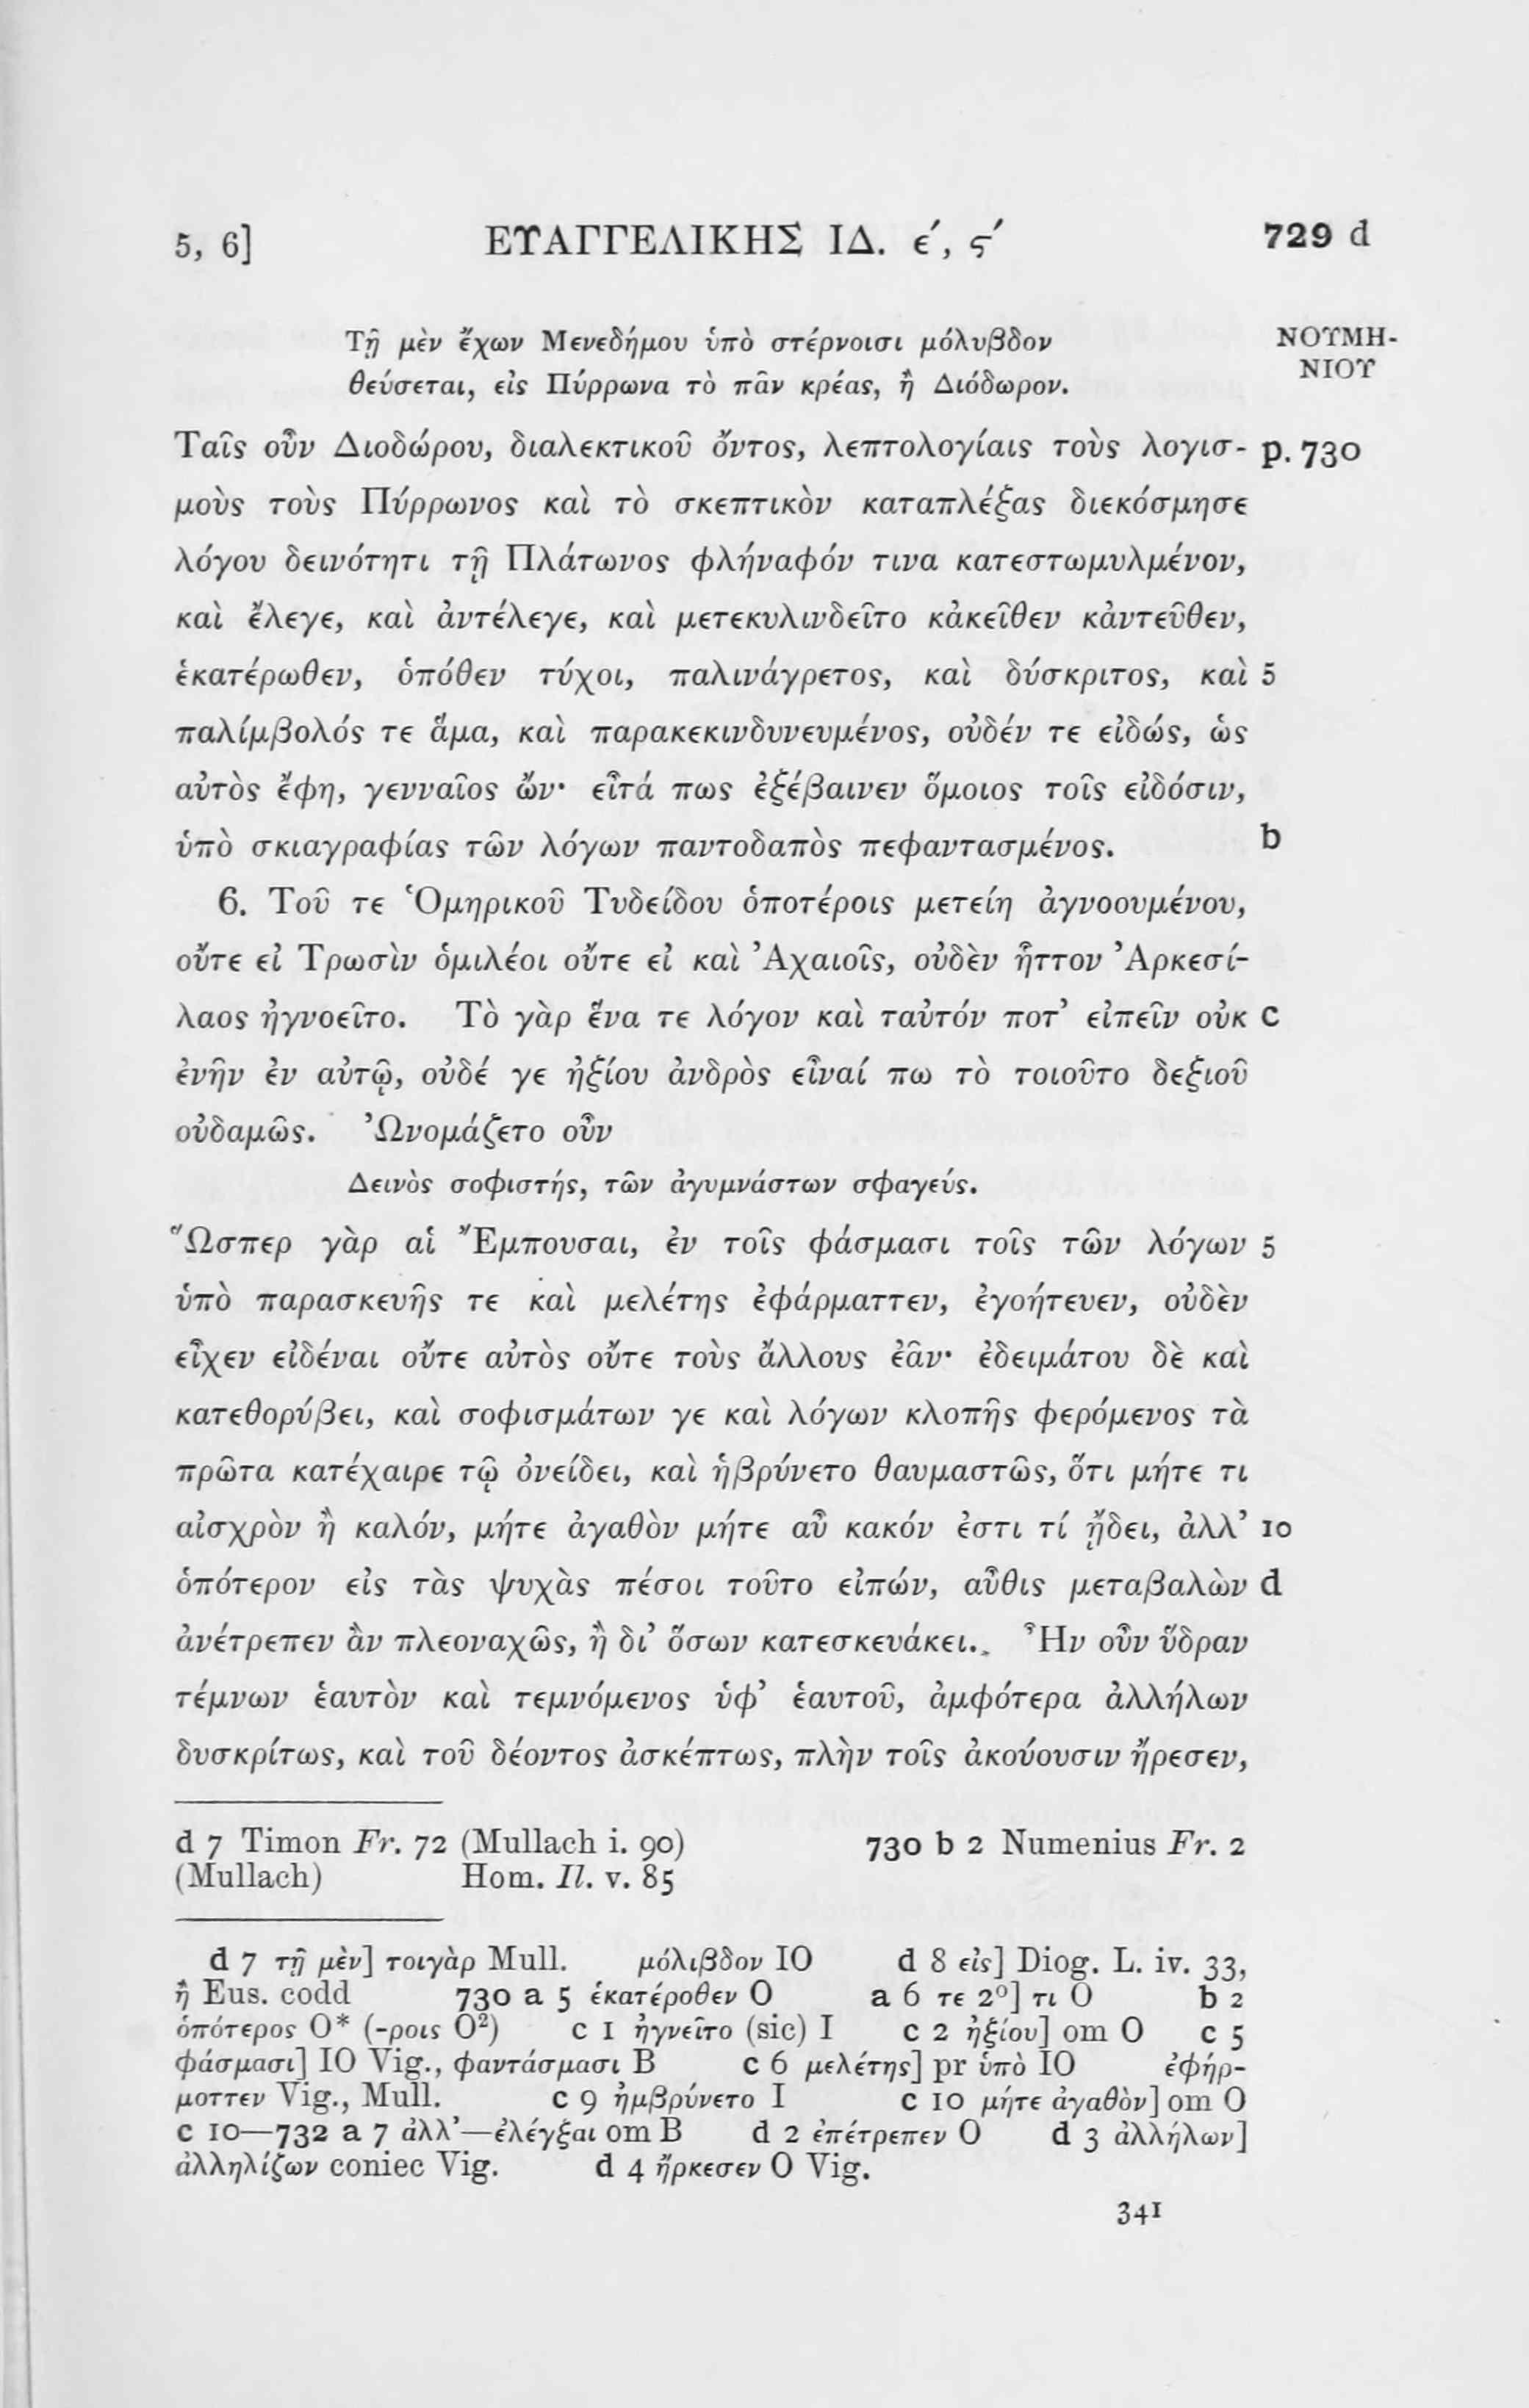 5, 6] ΕΥΑΓΓΕΛΙΚΗΣ ΙΔ. ϵ´, ϛ´ 729 d
Τῇ μὲν ἔχων Μενεδήμου ὑπὸ στέρνοισι μόλυβδον ΝΟΥΜΗ-
θεύσεται, εἰς Πύρρωνα τὸ πᾶν κρέας, ἢ Διόδωρον. ΝΙΟΥ
Ταῖς οὖν Διοδώρου, διαλεκτικοῦ ὄντος, λεπτολογίαις τοὺς λογισ- p. 730
μοὺς τοὺς Πύρρωνος καὶ τὸ σκεπτικὸν καταπλέξας διεκόσμησε
λόγου δεινότητι τῇ Πλάτωνος φλήναφόν τινα κατεστωμυλμένον,
καὶ ἔλεγε, καὶ ἀντέλεγε, καὶ μετεκυλινδεῖτο κἀκεῖθεν κἀντεῦθεν,
ἑκατέρωθεν, ὁπόθεν τύχοι, παλινάγρετος, καὶ δύσκριτος, καὶ 5
παλίμβολός τε ἅμα, καὶ παρακεκινδυνευμένος, οὐδέν τε εἰδώς, ὡς
αὐτὸς ἔφη, γενναῖος ὤν· εἶτά πως ἐξέβαινεν ὅμοιος τοῖς εἰδόσιν,
ὑπὸ σκιαγραφίας τῶν λόγων παντοδαπὸς πεφαντασμένος. b
6. Τοῦ τε Ὁμηρικοῦ Τυδείδου ὁποτέροις μετείη ἀγνοουμένου,
οὔτε εἰ Τρωσὶν ὁμιλέοι οὔτε εἰ καὶ Ἀχαιοῖς, οὐδὲν ἧττον Ἀρκεσί-
λαος ἠγνοεῖτο. Τὸ γὰρ ἕνα τε λόγον καὶ ταὐτόν ποτ’ εἰπεῖν οὐκ c
ἐνῆν ἐν αὐτῷ, οὐδέ γε ἠξίου ἀνδρὸς εἶναί πω τὸ τοιοῦτο δεξιοῦ
οὐδαμῶς. Ὠνομάζετο οὖν
Δεινὸς σοφιστής, τῶν ἀγυμνάστων σφαγεύς.
Ὥσπερ γὰρ αἱ Ἔμπουσαι, ἐν τοῖς φάσμασι τοῖς τῶν λόγων 5
ὑπὸ παρασκευῆς τε καὶ μελέτης ἐφάρματτεν, ἐγοήτευεν, οὐδὲν
εἶχεν εἰδέναι οὔτε αὐτὸς οὔτε τοὺς ἄλλους ἐᾶν· ἐδειμάτου δὲ καὶ
κατεθορύβει, καὶ σοφισμάτων γε καὶ λόγων κλοπῆς φερόμενος τὰ
πρῶτα κατέχαιρε τῷ ὀνείδει, καὶ ἡβρύνετο θαυμαστῶς, ὅτι μήτε τι
αἰσχρὸν ἢ καλόν, μήτε ἀγαθὸν μήτε αὖ κακόν ἐστι τί ᾔδει, ἀλλ’ 10
ὁπότερον εἰς τὰς ψυχὰς πέσοι τοῦτο εἰπών, αὖθις μεταβαλὼν d
ἀνέτρεπεν ἂν πλεοναχῶς, ἢ δι’ ὅσων κατεσκευάκει. Ἦν οὖν ὕδραν
τέμνων ἑαυτὸν καὶ τεμνόμενος ὑφ’ ἑαυτοῦ, ἀμφότερα ἀλλήλων
δυσκρίτως, καὶ τοῦ δέοντος ἀσκέπτως, πλὴν τοῖς ἀκούουσιν ἤρεσεν,
d 7 Timon Fr. 72 (Mullach i. 90) 730 b 2 Numenius Fr. 2
(Mullach) Hom. Il. v. 85
d 7 τῇ μὲν] τοιγὰρ Mull. μόλιβδον IO d 8 εἰς] Diog. L. iv. 33,
ἢ Eus. codd 730 a 5 ἑκατέροθεν O a 6 τε 2⁰] τι O b 2
ὁπότερος O* (-ροις O²) c 1 ἠγνεῖτο (sic) I c 2 ἠξίου] om O c 5
φάσμασι] IO Vig., φαντάσμασι B c 6 μελέτης] pr ὑπὸ IO ἐφήρ-
μοττεν Vig., Mull. c 9 ἡμβρύνετο I c 10 μήτε ἀγαθὸν] om O
c 10—732 a 7 ἀλλ’—ἐλέγξαι om B d 2 ἐπέτρεπεν O d 3 ἀλλήλων]
ἀλληλίζων coniec Vig. d 4 ἤρκεσεν O Vig.
341